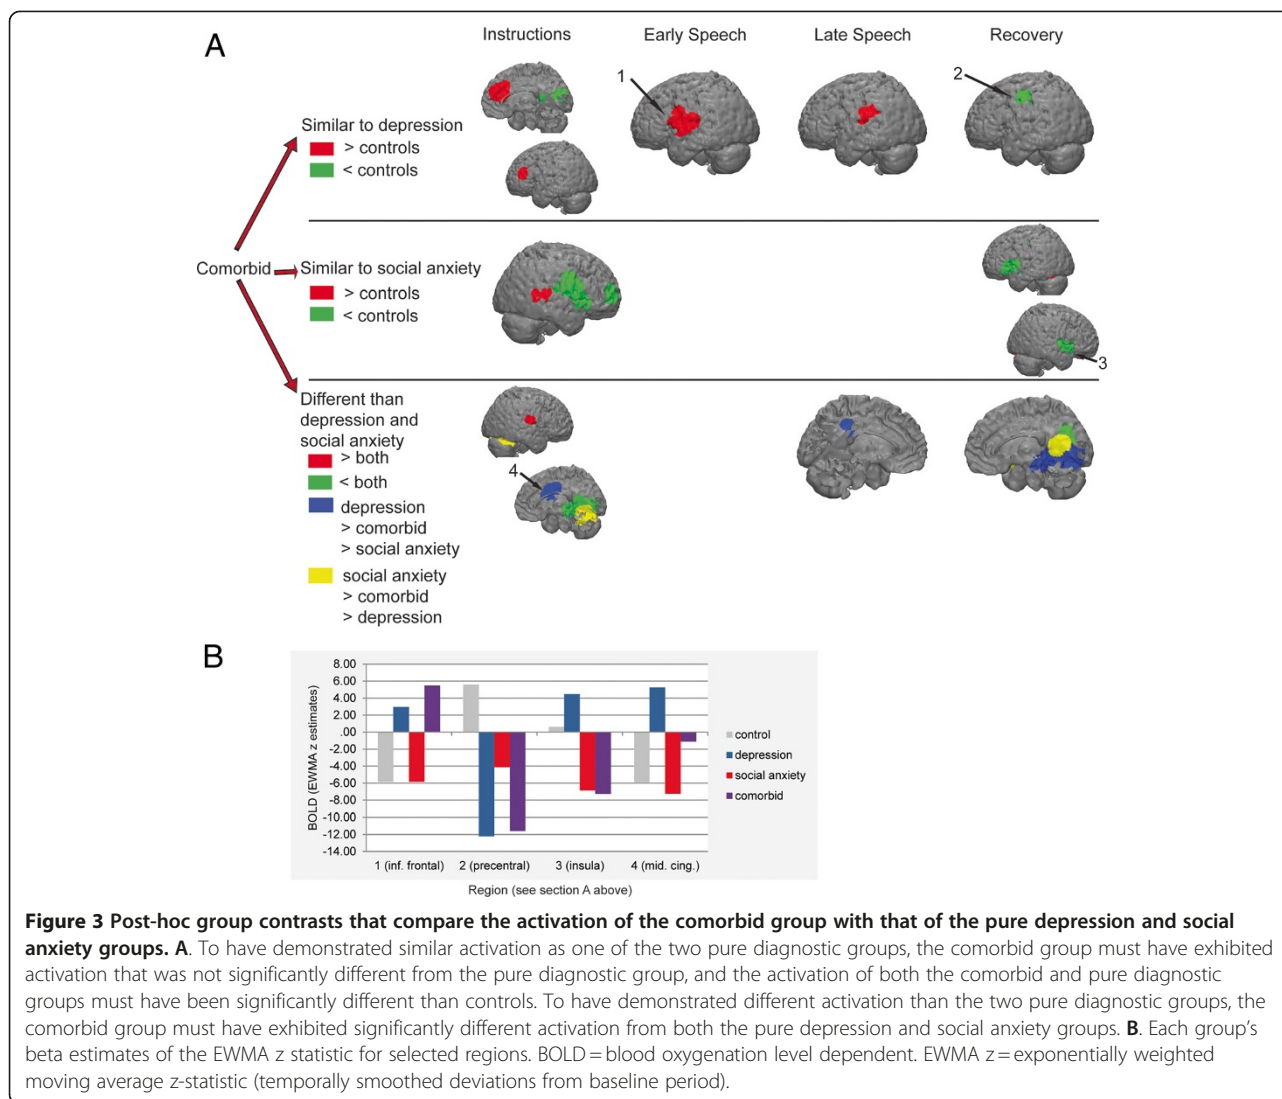 A
Instructions
Early Speech
Late Speech
Recovery
1
2
Similar to depression
> controls
< controls
Comorbid
Similar to social anxiety
> controls
< controls
3
Different than
depression and
social anxiety
> both
< both
depression
> comorbid
> social anxiety
social anxiety
> comorbid
> depression
4
B
8.00
6.00
4.00
2.00
.00
-2.00
-4.00
-6.00
-8.00
-10.00
-12.00
-14.00
BOLD (EWMA z estimates)
1 (inf. frontal)
2 (precentral)
3 (insula)
4 (mid. cing.)
Region (see section A above)
control
depression
social anxiety
comorbid
Figure 3 Post-hoc group contrasts that compare the activation of the comorbid group with that of the pure depression and social
anxiety groups. A. To have demonstrated similar activation as one of the two pure diagnostic groups, the comorbid group must have exhibited
activation that was not significantly different from the pure diagnostic group, and the activation of both the comorbid and pure diagnostic
groups must have been significantly different than controls. To have demonstrated different activation than the two pure diagnostic groups, the
comorbid group must have exhibited significantly different activation from both the pure depression and social anxiety groups. B. Each group's
beta estimates of the EWMA z statistic for selected regions. BOLD = blood oxygenation level dependent. EWMA z = exponentially weighted
moving average z-statistic (temporally smoothed deviations from baseline period).